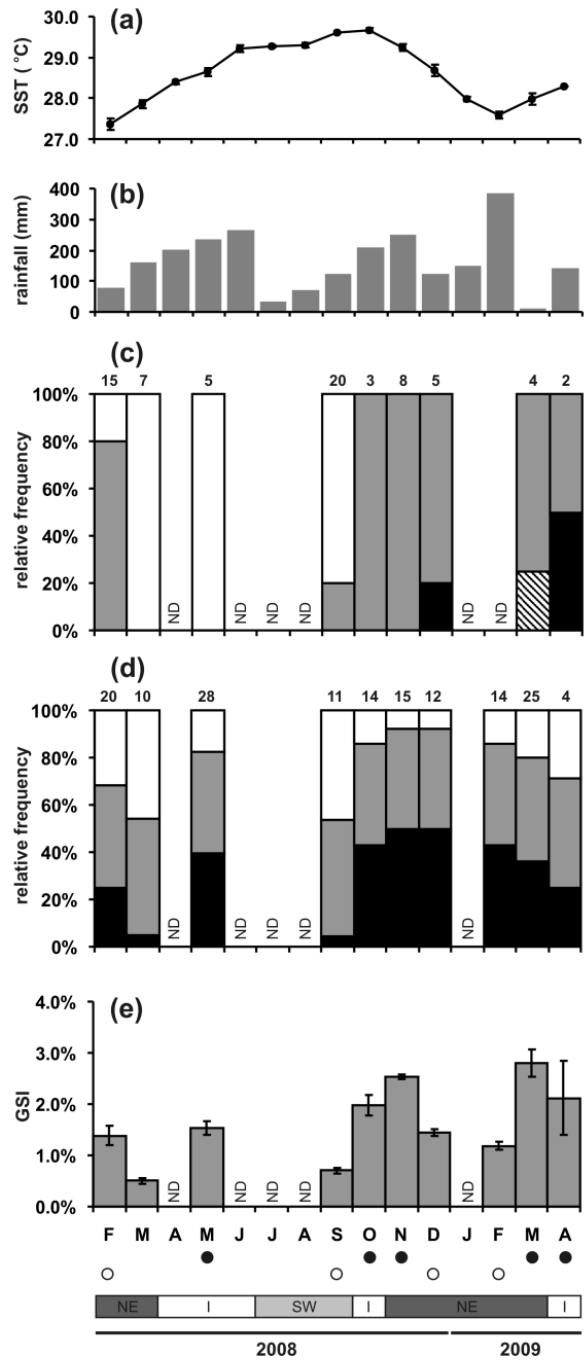 (a)
SST ( °C)
30.0
29.0
28.0
27.0
(b)
rainfall (mm)
400
300
200
100
0
(c)
15 7 5 20 3 8 5 4 2
relative frequency
100%
80%
60%
40%
20%
0%
ND ND ND ND ND ND
(d)
20 10 28 11 14 15 12 14 25 4
relative frequency
100%
80%
60%
40%
20%
0%
ND ND ND ND ND
(e)
GSI
4.0%
3.0%
2.0%
1.0%
0.0%
ND ND ND ND ND
F M A M J J A S O N D J F M A
NE I SW I NE I
2008 2009